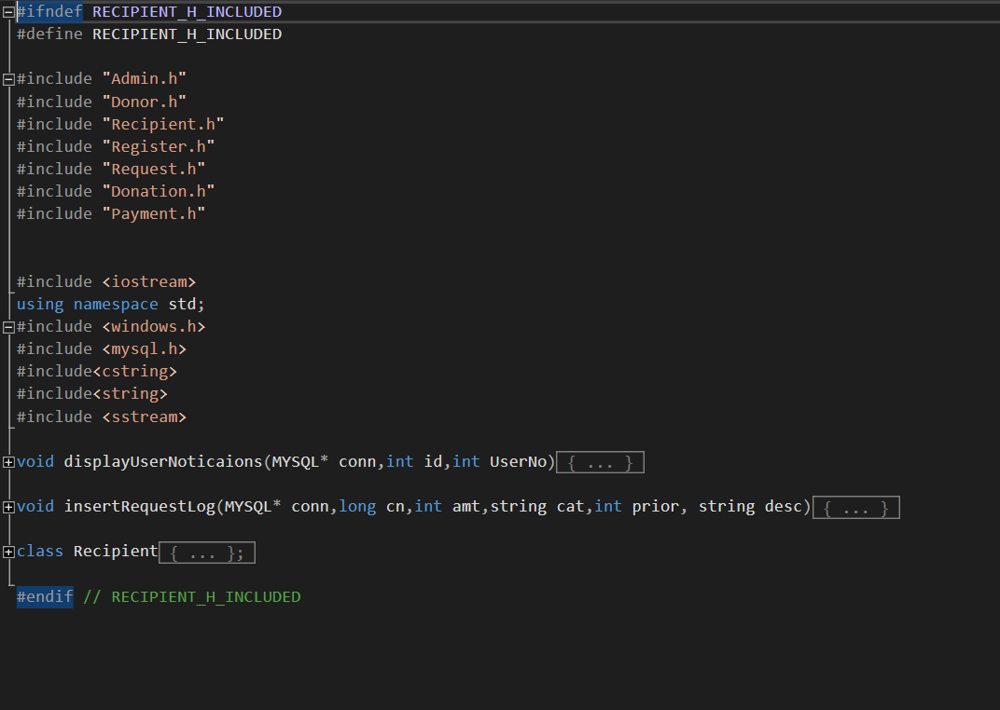 #ifndef RECIPIENT_H_INCLUDED
#define RECIPIENT_H_INCLUDED
#include "Admin.h"
#include "Donor.h"
#include "Recipient.h"
#include "Register.h"
#include "Request.h"
#include "Donation.h"
#include "Payment.h"
#include <iostream>
using namespace std;
#include <windows.h>
#include <mysql.h>
#include<cstring>
#include<string>
#include <sstream>
void displayUserNoticaions(MYSQL* conn,int id,int UserNo){ ... }
void insertRequestLog(MYSQL* conn,long cn,int amt,string cat,int prior, string desc){ ... }
class Recipient{ ... };
#endif // RECIPIENT_H_INCLUDED